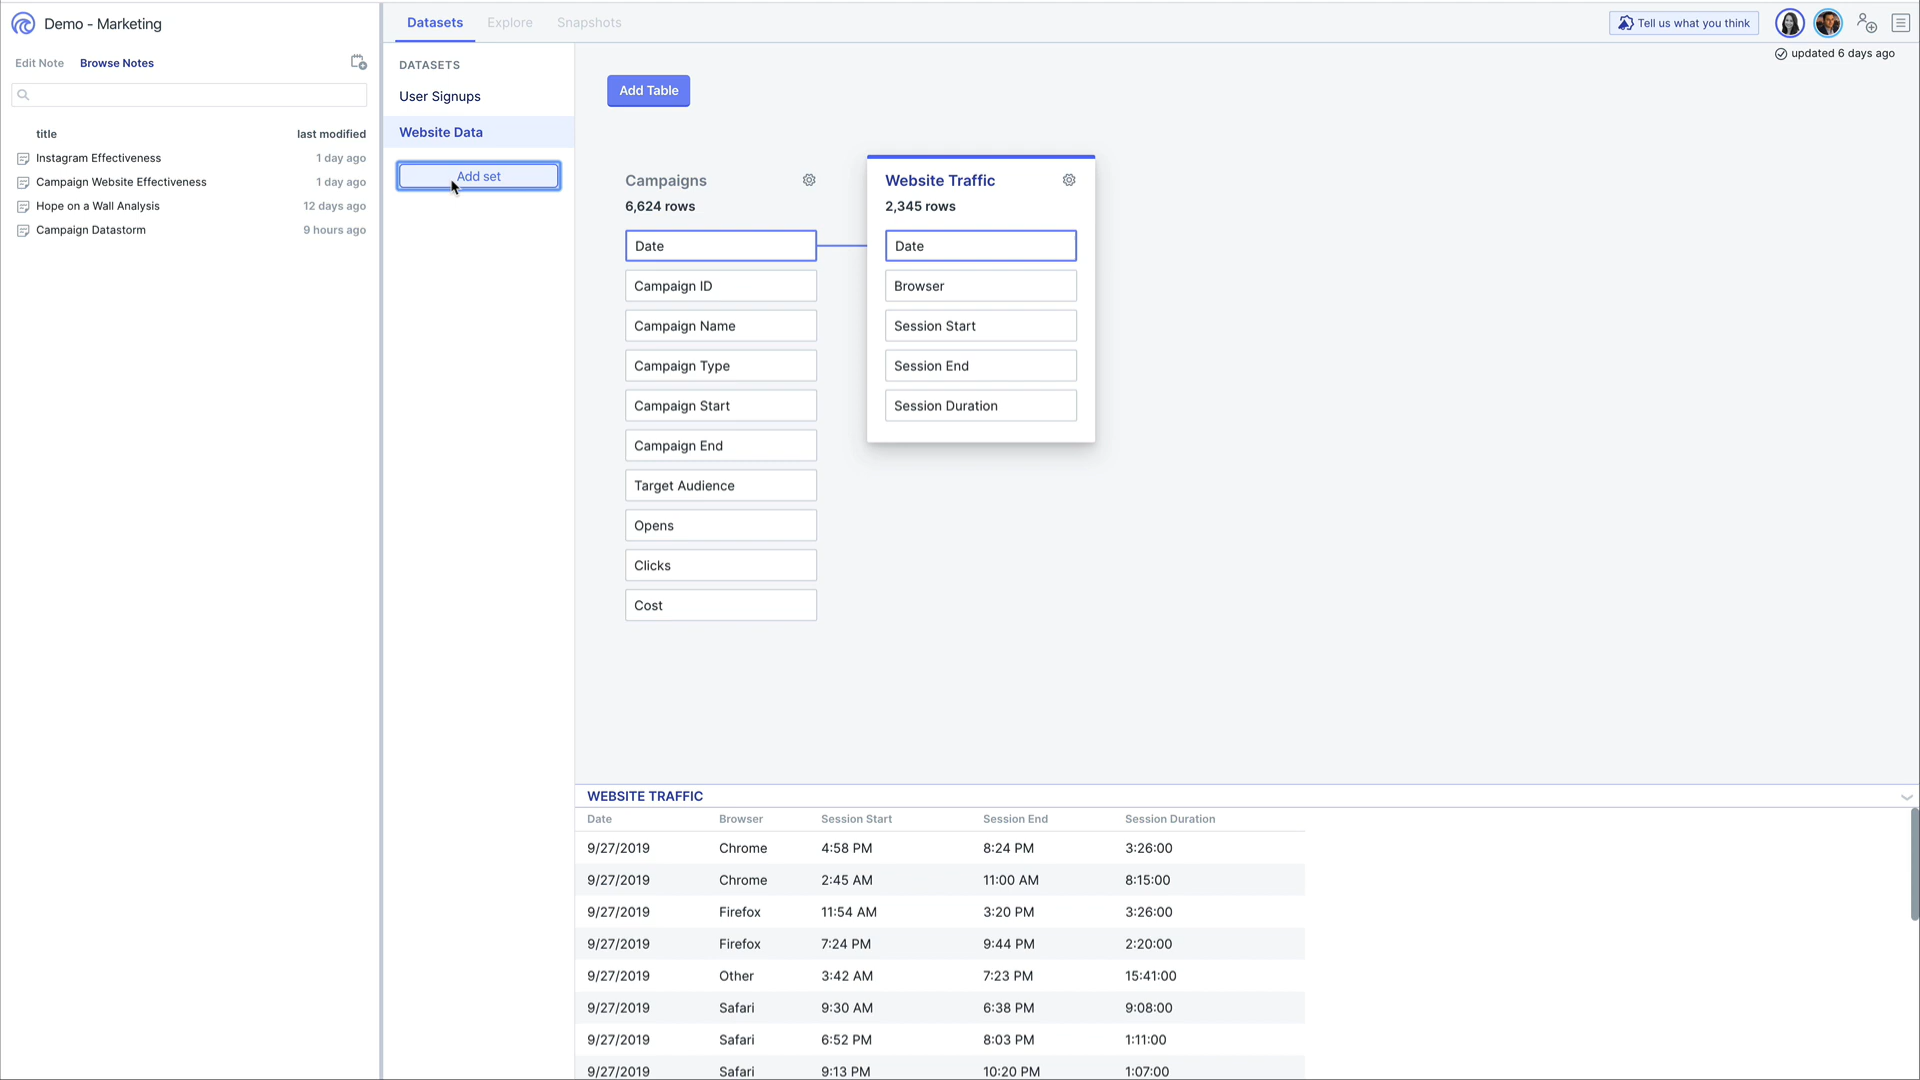 Demo - Marketing
Datasets Explore Snapshots
Tell us what you think
updated 6 days ago
Edit Note Browse Notes
title last modified
Instagram Effectiveness 1 day ago
Campaign Website Effectiveness 1 day ago
Hope on a Wall Analysis 12 days ago
Campaign Datastorm 9 hours ago
DATASETS
User Signups
Website Data
Add set
Add Table
Campaigns
6,624 rows
Date
Campaign ID
Campaign Name
Campaign Type
Campaign Start
Campaign End
Target Audience
Opens
Clicks
Cost
Website Traffic
2,345 rows
Date
Browser
Session Start
Session End
Session Duration
WEBSITE TRAFFIC
Date Browser Session Start Session End Session Duration
9/27/2019 Chrome 4:58 PM 8:24 PM 3:26:00
9/27/2019 Chrome 2:45 AM 11:00 AM 8:15:00
9/27/2019 Firefox 11:54 AM 3:20 PM 3:26:00
9/27/2019 Firefox 7:24 PM 9:44 PM 2:20:00
9/27/2019 Other 3:42 AM 7:23 PM 15:41:00
9/27/2019 Safari 9:30 AM 6:38 PM 9:08:00
9/27/2019 Safari 6:52 PM 8:03 PM 1:11:00
9/27/2019 Safari 9:13 PM 10:20 PM 1:07:00